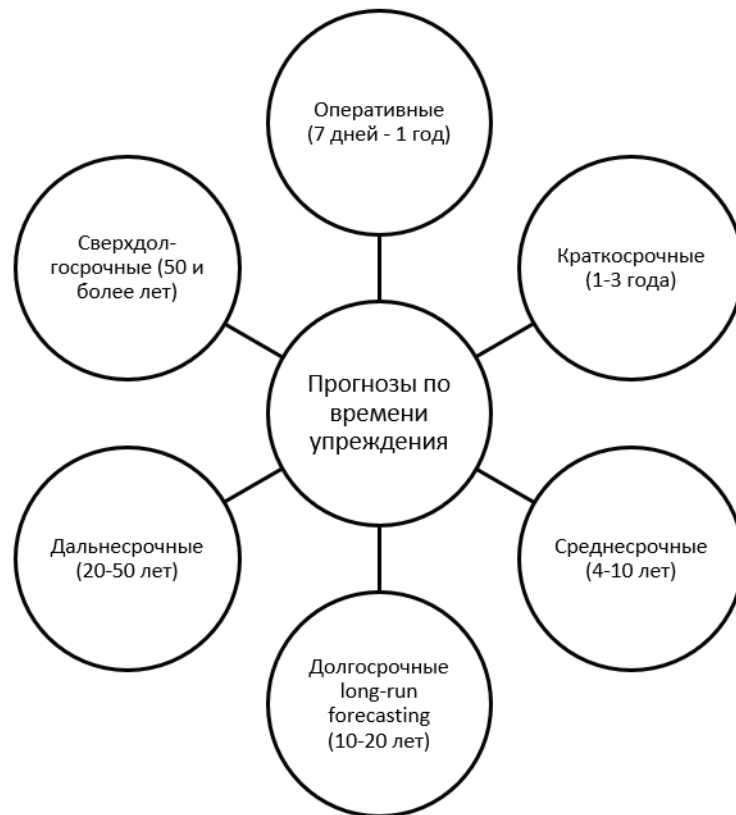 Оперативные
(7 дней - 1 год)
Сверхдол-
госрочные (50 и
более лет)
Краткосрочные
(1-3 года)
Прогнозы по
времени
упреждения
Дальнесрочные
(20-50 лет)
Среднесрочные
(4-10 лет)
Долгосрочные
long-run
forecasting
(10-20 лет)